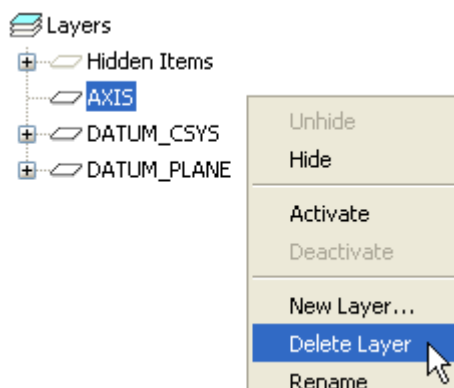 Layers
Hidden Items
AXIS
DATUM_CSYS
DATUM_PLANE
Unhide
Hide
Activate
Deactivate
New Layer...
Delete Layer
Rename